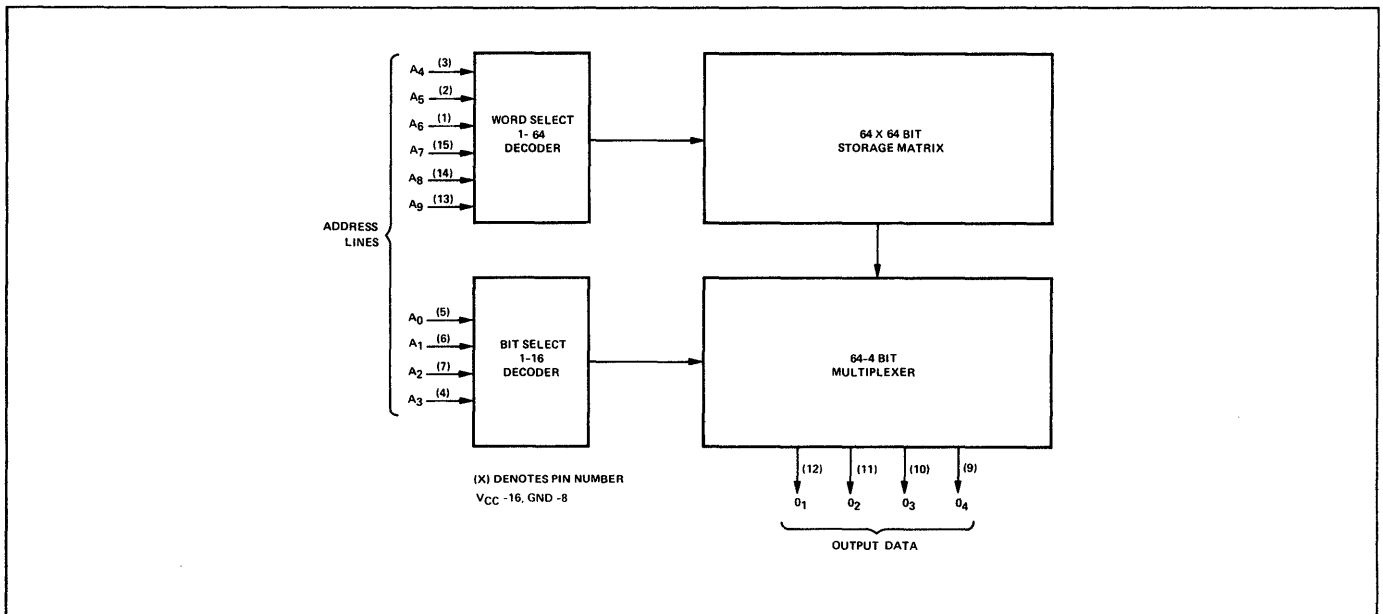 ADDRESS
LINES
A4 (3)
A5 (2)
A6 (1)
A7 (15)
A8 (14)
A9 (13)
WORD SELECT
1- 64
DECODER
64 X 64 BIT
STORAGE MATRIX
A0 (5)
A1 (6)
A2 (7)
A3 (4)
BIT SELECT
1-16
DECODER
64-4 BIT
MULTIPLEXER
(12) (11) (10) (9)
01 02 03 04
OUTPUT DATA
(X) DENOTES PIN NUMBER
VCC -16, GND -8